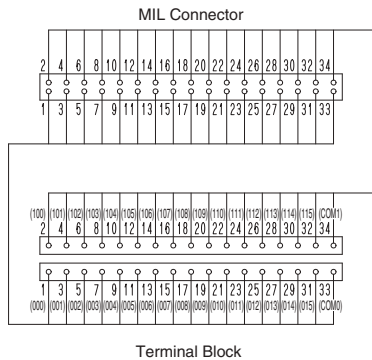 MIL Connector
2 4 6 8 10 12 14 16 18 20 22 24 26 28 30 32 34
1 3 5 7 9 11 13 15 17 19 21 23 25 27 29 31 33
(100) (101) (102) (103) (104) (105) (106) (107) (108) (109) (110) (111) (112) (113) (114) (115) (COM1)
2 4 6 8 10 12 14 16 18 20 22 24 26 28 30 32 34
1 3 5 7 9 11 13 15 17 19 21 23 25 27 29 31 33
(000) (001) (002) (003) (004) (005) (006) (007) (008) (009) (010) (011) (012) (013) (014) (015) (COM0)
Terminal Block